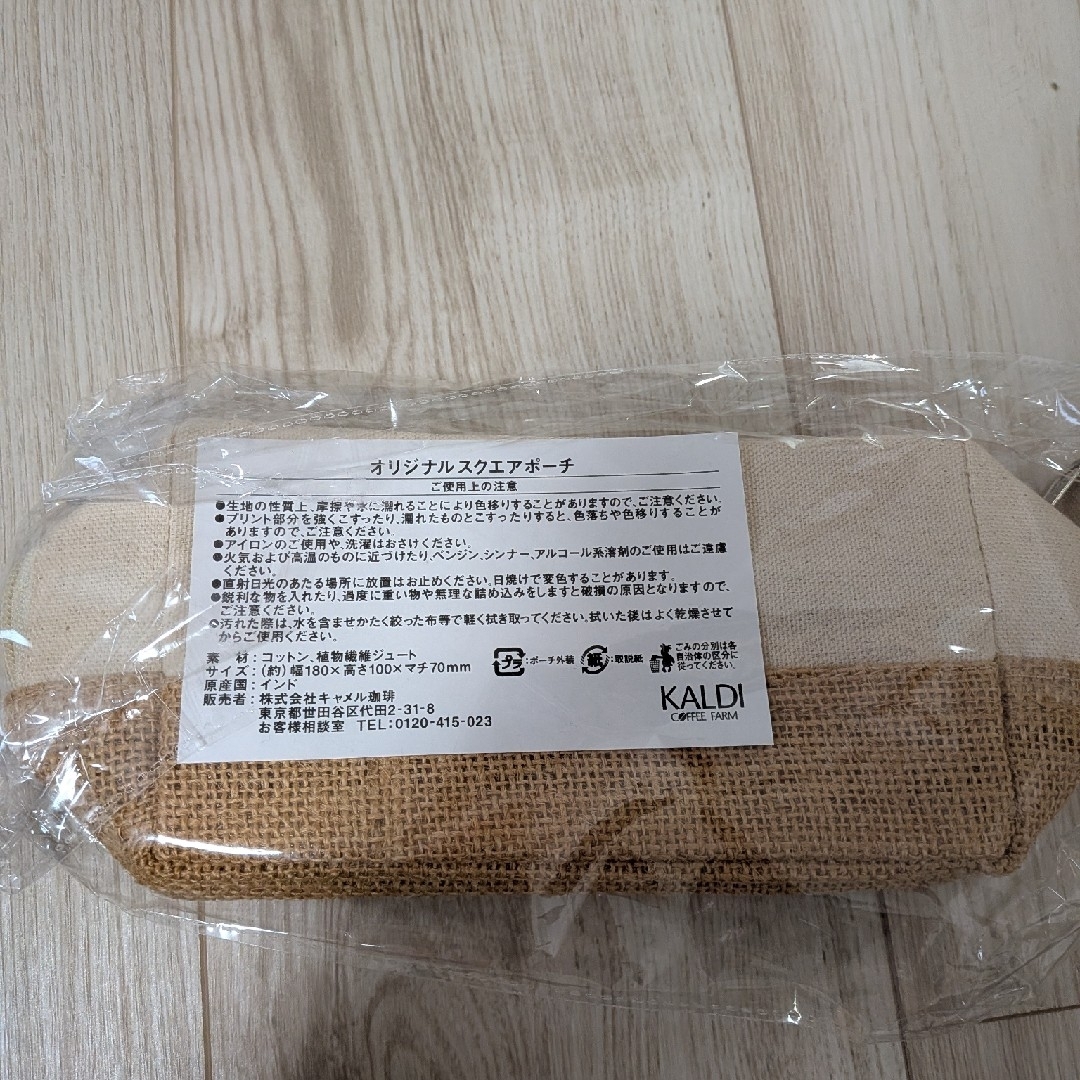 オリジナルスクエアポーチ
ご使用上の注意
●生地の性質上、摩擦や水に濡れることにより色移りすることがありますので、ご注意ください。
●プリント部分を強くこすったり、濡れたものとこすったりすると、色落ちや色移りすることが
ありますので、ご注意ください。
●アイロンのご使用や、洗濯はおさけください。
●火気および高温のものに近づけたり、ベンジン、シンナー、アルコール系溶剤のご使用はご遠慮
ください。
●直射日光のあたる場所に放置はお止めください。日焼けで変色することがあります。
●鋭利な物を入れたり、過度に重い物や無理な詰め込みをしますと破損の原因となりますので、
ご注意ください。
●汚れた際は、水を含ませかたく絞った布等で軽く拭き取ってください。拭いた後はよく乾燥させて
からご使用ください。
素 材：コットン、植物繊維ジュート
サイズ：(約)幅180×高さ100×マチ70mm
原産国：インド
販売者：株式会社キャメル珈琲
東京都世田谷区代田2-31-8
お客様相談室 TEL：0120-415-023
プラ：ポーチ外装
紙：取説紙
ごみの分別は各
自治体の区分に
従ってください。
KALDI
COFFEE FARM